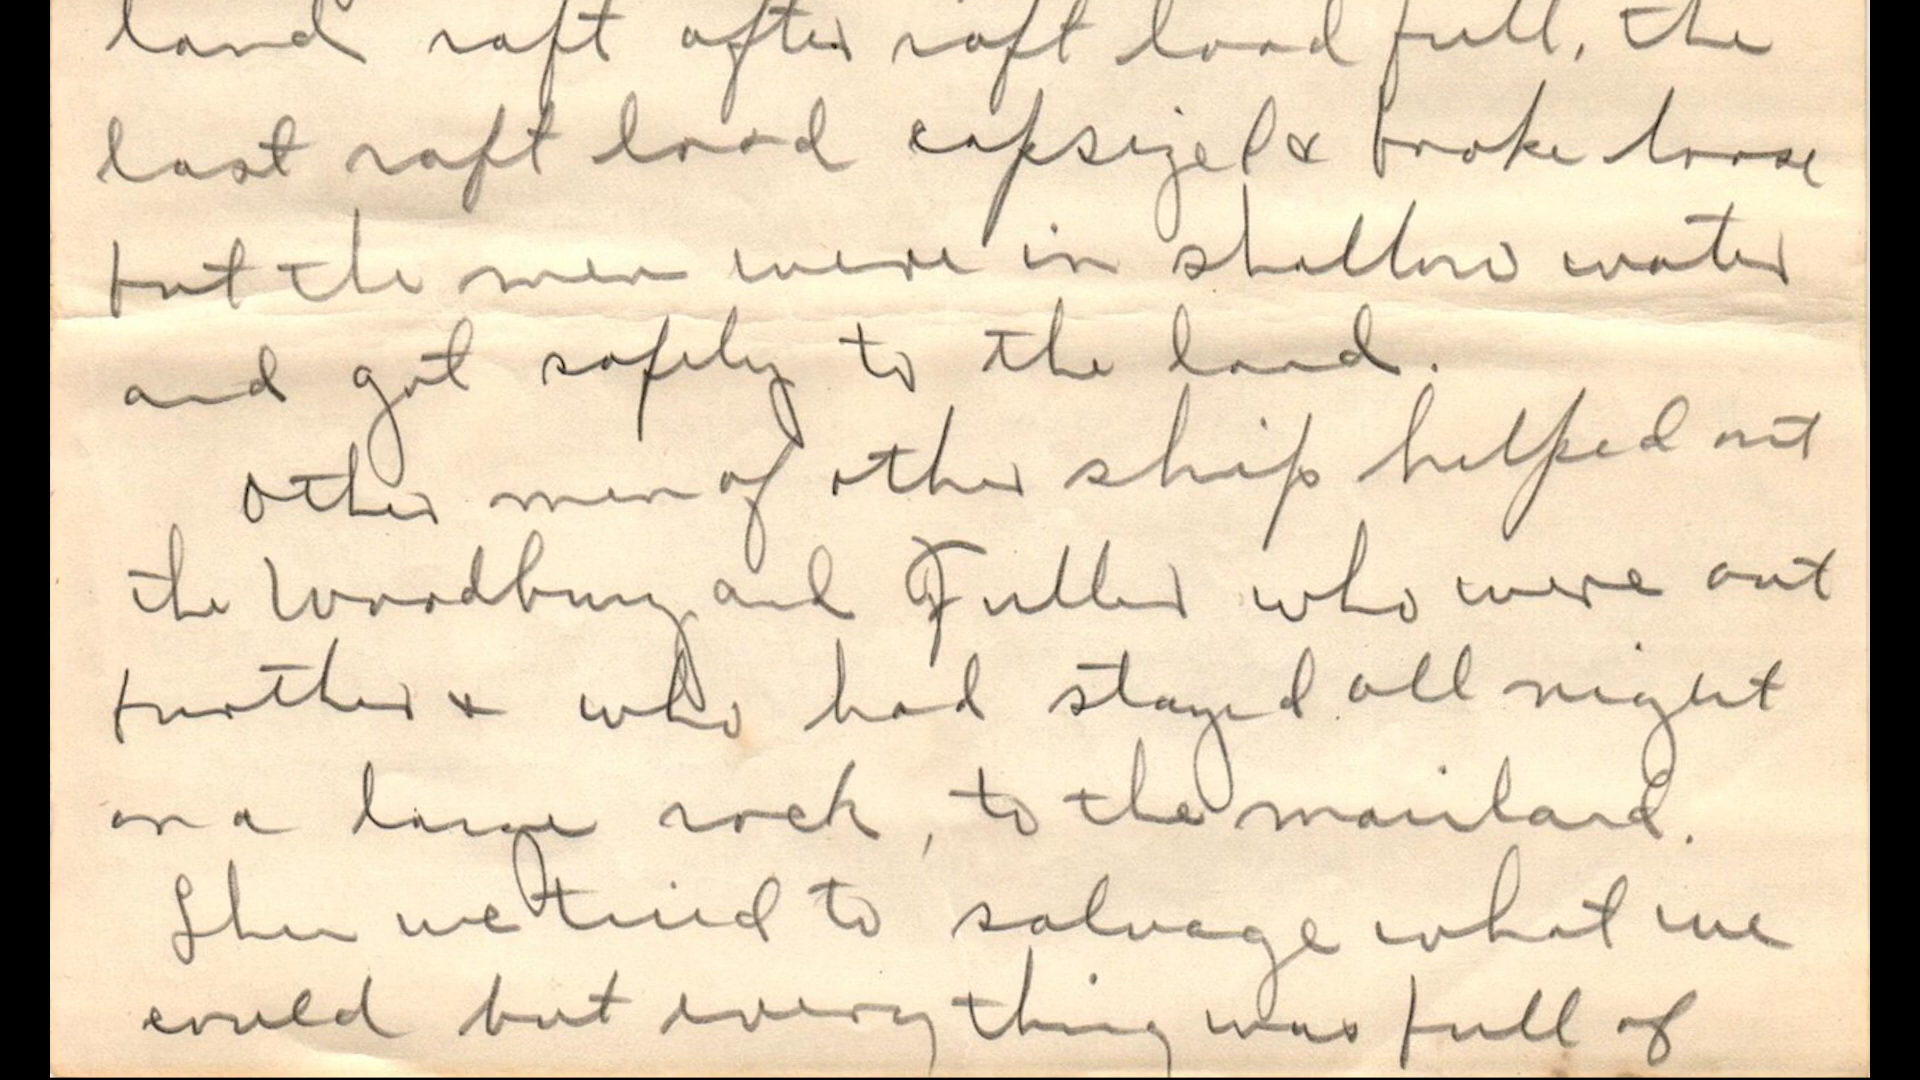 land raft after raft load full, the
last raft load capsized & broke loose
but the men were in shallow water
and got safely to the land.
Other men of other ship helped out
the Woodbury and Fuller who were out
further & who had stayed all night
on a large rock, to the mainland.
Then we tried to salvage what we
could but everything was full of